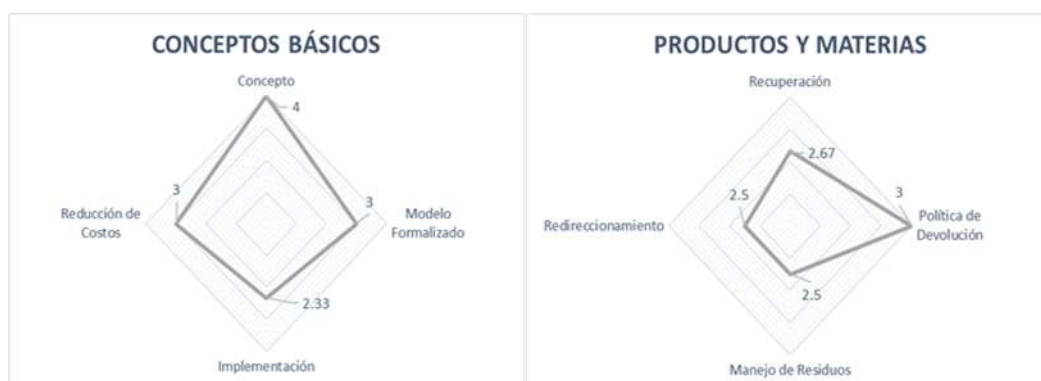 CONCEPTOS BÁSICOS
Concepto
4
3
Reducción de
Costos
3
Modelo
Formalizado
2.33
Implementación
PRODUCTOS Y MATERIAS
Recuperación
2.67
2.5
3
Redireccionamiento
Política de
Devolución
2.5
Manejo de Residuos